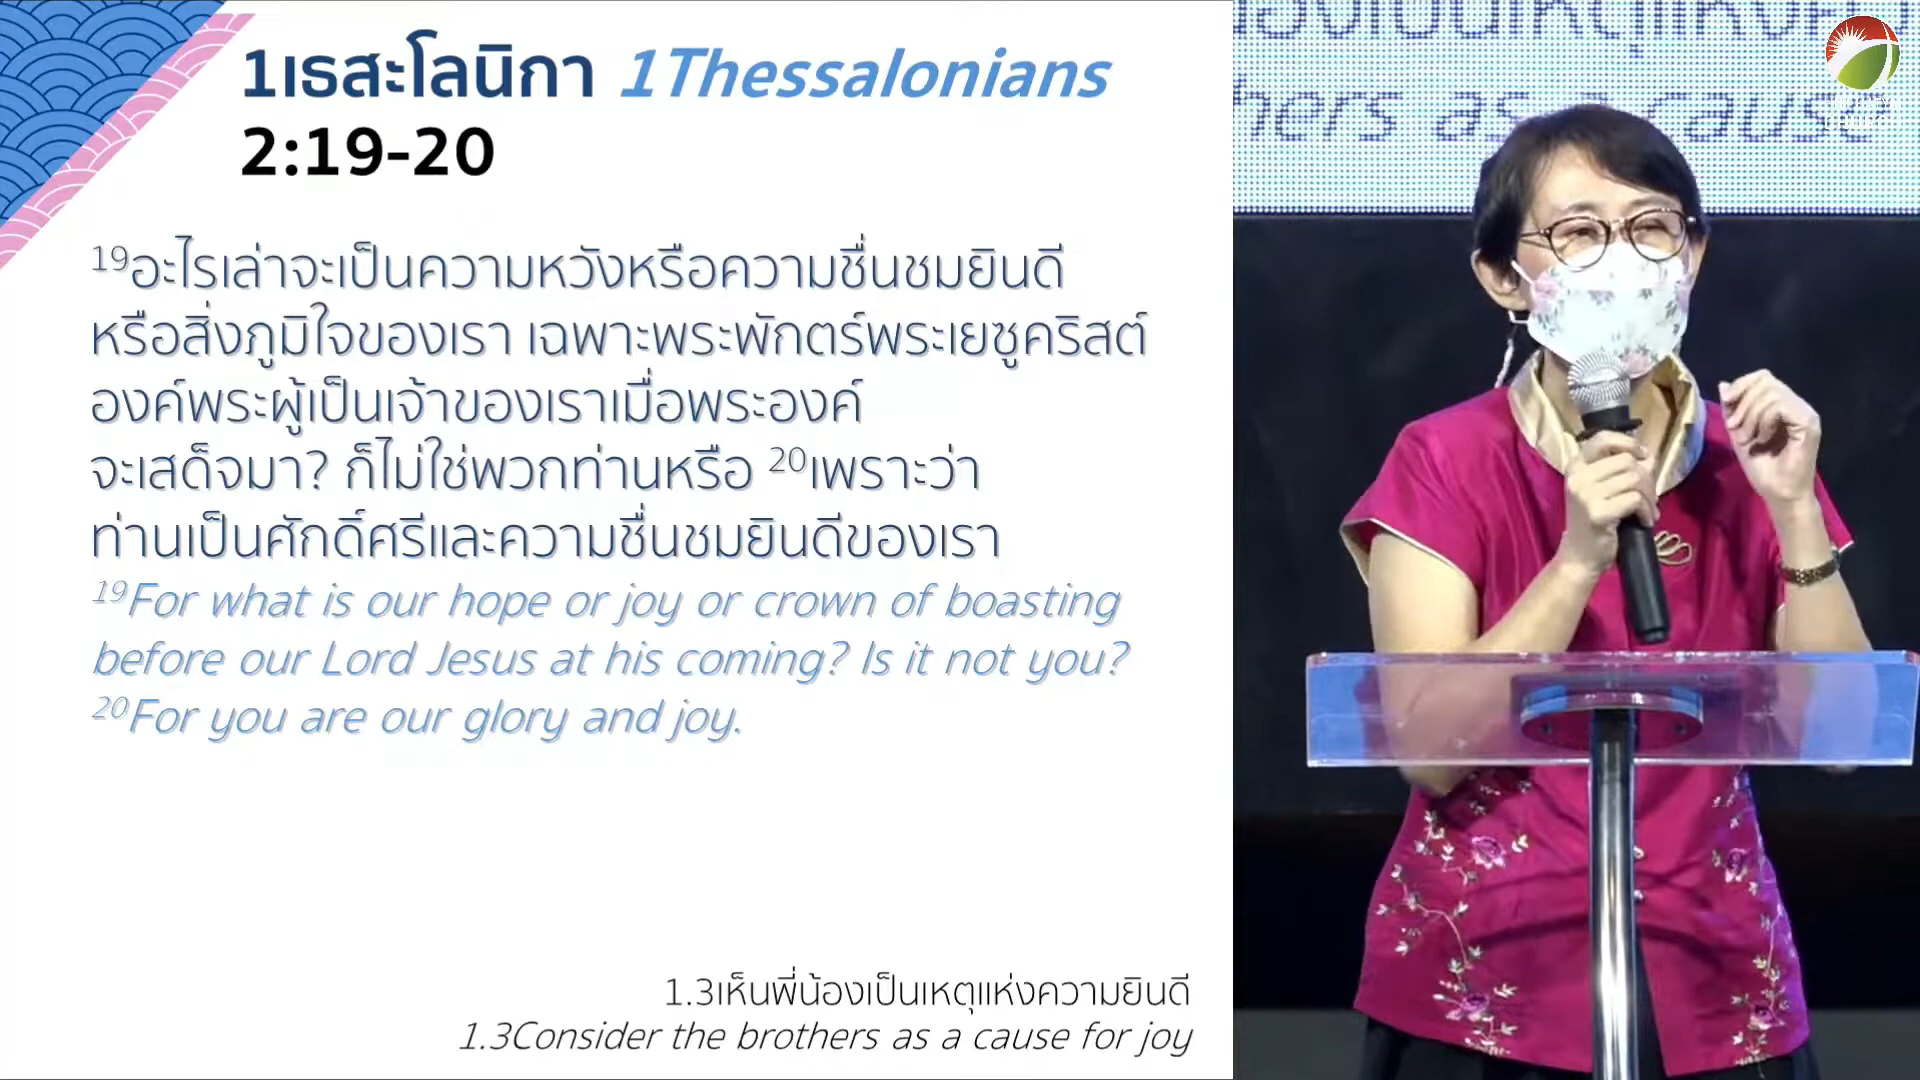 1เธสะโลนิกา 1Thessalonians
2:19-20
19อะไรเล่าจะเป็นความหวังหรือความชื่นชมยินดี
หรือสิ่งภูมิใจของเรา เฉพาะพระพักตร์พระเยซูคริสต์
องค์พระผู้เป็นเจ้าของเราเมื่อพระองค์
จะเสด็จมา? ก็ไม่ใช่พวกท่านหรือ 20เพราะว่า
ท่านเป็นศักดิ์ศรีและความชื่นชมยินดีของเรา
19For what is our hope or joy or crown of boasting
before our Lord Jesus at his coming? Is it not you?
20For you are our glory and joy.
1.3เห็นพี่น้องเป็นเหตุแห่งความยินดี
1.3Consider the brothers as a cause for joy
as a cause